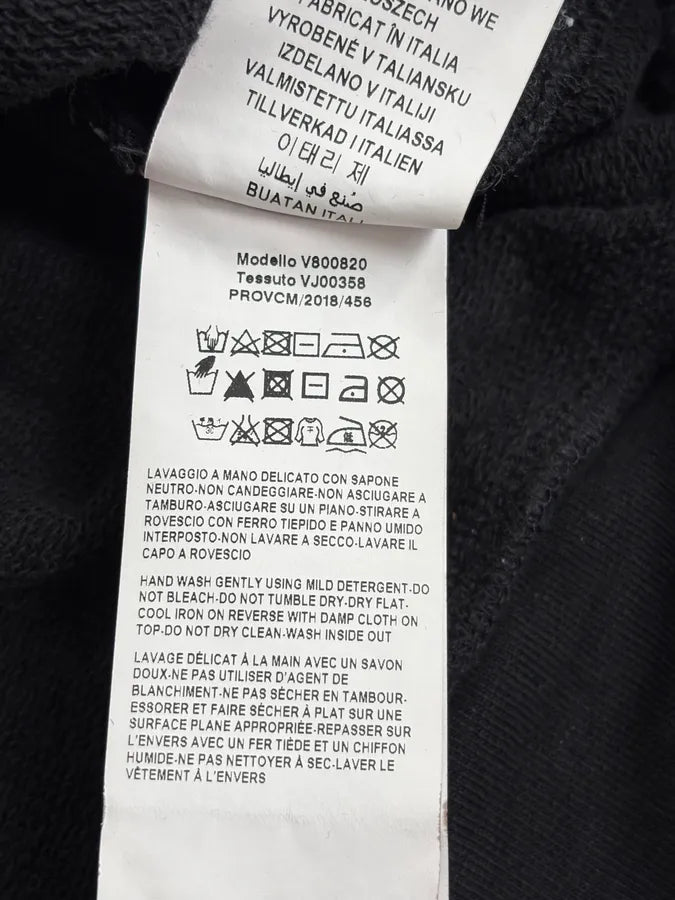 WE
FABRICAT ÎN ITALIA
VYROBENÉ V TALIANSKU
IZDELANO V ITALIJI
VALMISTETTU ITALIASSA
TILLVERKAD I ITALIEN
이태리 제
صُنع في إيطاليا
BUATAN ITALI
Modello V800820
Tessuto VJ00358
PROVCM/2018/456
LAVAGGIO A MANO DELICATO CON SAPONE
NEUTRO-NON CANDEGGIARE-NON ASCIUGARE A
TAMBURO-ASCIUGARE SU UN PIANO-STIRARE A
ROVESCIO CON FERRO TIEPIDO E PANNO UMIDO
INTERPOSTO-NON LAVARE A SECCO-LAVARE IL
CAPO A ROVESCIO
HAND WASH GENTLY USING MILD DETERGENT-DO
NOT BLEACH-DO NOT TUMBLE DRY-DRY FLAT-
COOL IRON ON REVERSE WITH DAMP CLOTH ON
TOP-DO NOT DRY CLEAN-WASH INSIDE OUT
LAVAGE DÉLICAT À LA MAIN AVEC UN SAVON
DOUX-NE PAS UTILISER D'AGENT DE
BLANCHIMENT-NE PAS SÉCHER EN TAMBOUR-
ESSORER ET FAIRE SÉCHER À PLAT SUR UNE
SURFACE PLANE APPROPRIÉE-REPASSER SUR
L'ENVERS AVEC UN FER TIÈDE ET UN CHIFFON
HUMIDE-NE PAS NETTOYER À SEC-LAVER LE
VÊTEMENT À L'ENVERS